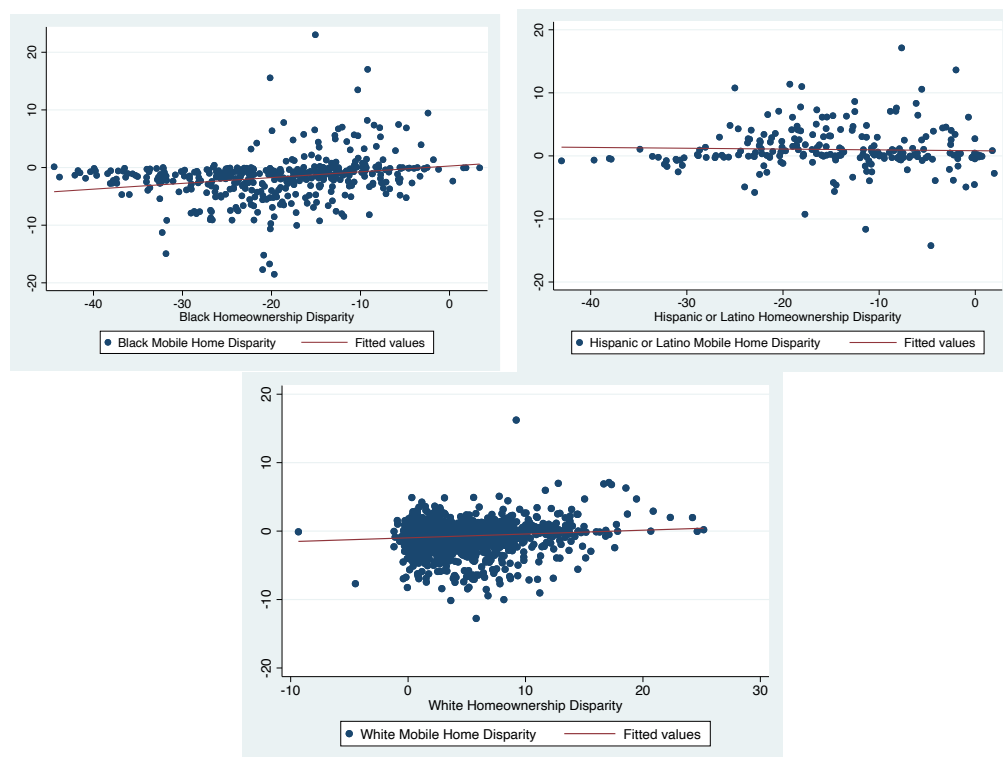 20
10
0
-10
-20
-40 -30 -20 -10 0
Black Homeownership Disparity
Black Mobile Home Disparity Fitted values
20
10
0
-10
-20
-40 -30 -20 -10 0
Hispanic or Latino Homeownership Disparity
Hispanic or Latino Mobile Home Disparity Fitted values
20
10
0
-10
-20
-10 0 10 20 30
White Homeownership Disparity
White Mobile Home Disparity Fitted values